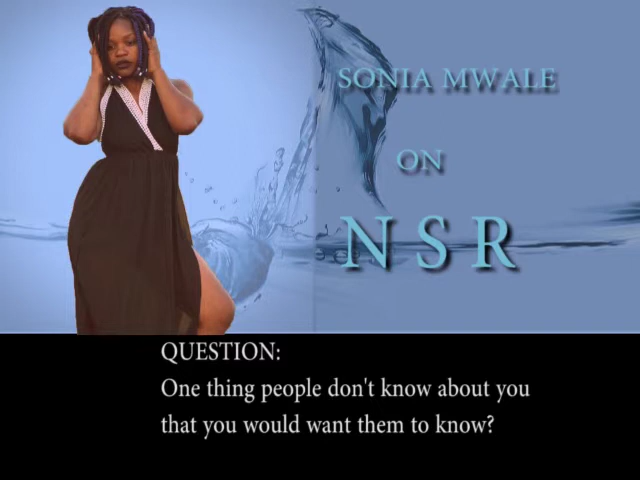 SONIA MWALE
ON
NSR
QUESTION:
One thing people don't know about you
that you would want them to know?